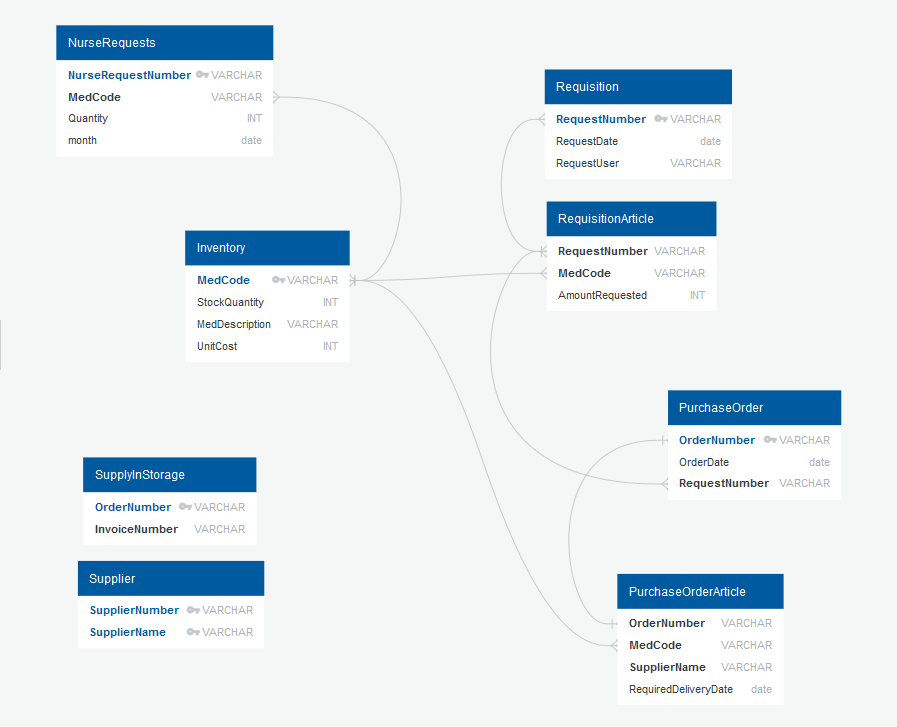 NurseRequests
NurseRequestNumber VARCHAR
MedCode VARCHAR
Quantity INT
month date
Requisition
RequestNumber VARCHAR
RequestDate date
RequestUser VARCHAR
RequisitionArticle
RequestNumber VARCHAR
MedCode VARCHAR
AmountRequested INT
Inventory
MedCode VARCHAR
StockQuantity INT
MedDescription VARCHAR
UnitCost INT
PurchaseOrder
OrderNumber VARCHAR
OrderDate date
RequestNumber VARCHAR
SupplyInStorage
OrderNumber VARCHAR
InvoiceNumber VARCHAR
Supplier
SupplierNumber VARCHAR
SupplierName VARCHAR
PurchaseOrderArticle
OrderNumber VARCHAR
MedCode VARCHAR
SupplierName VARCHAR
RequiredDeliveryDate date